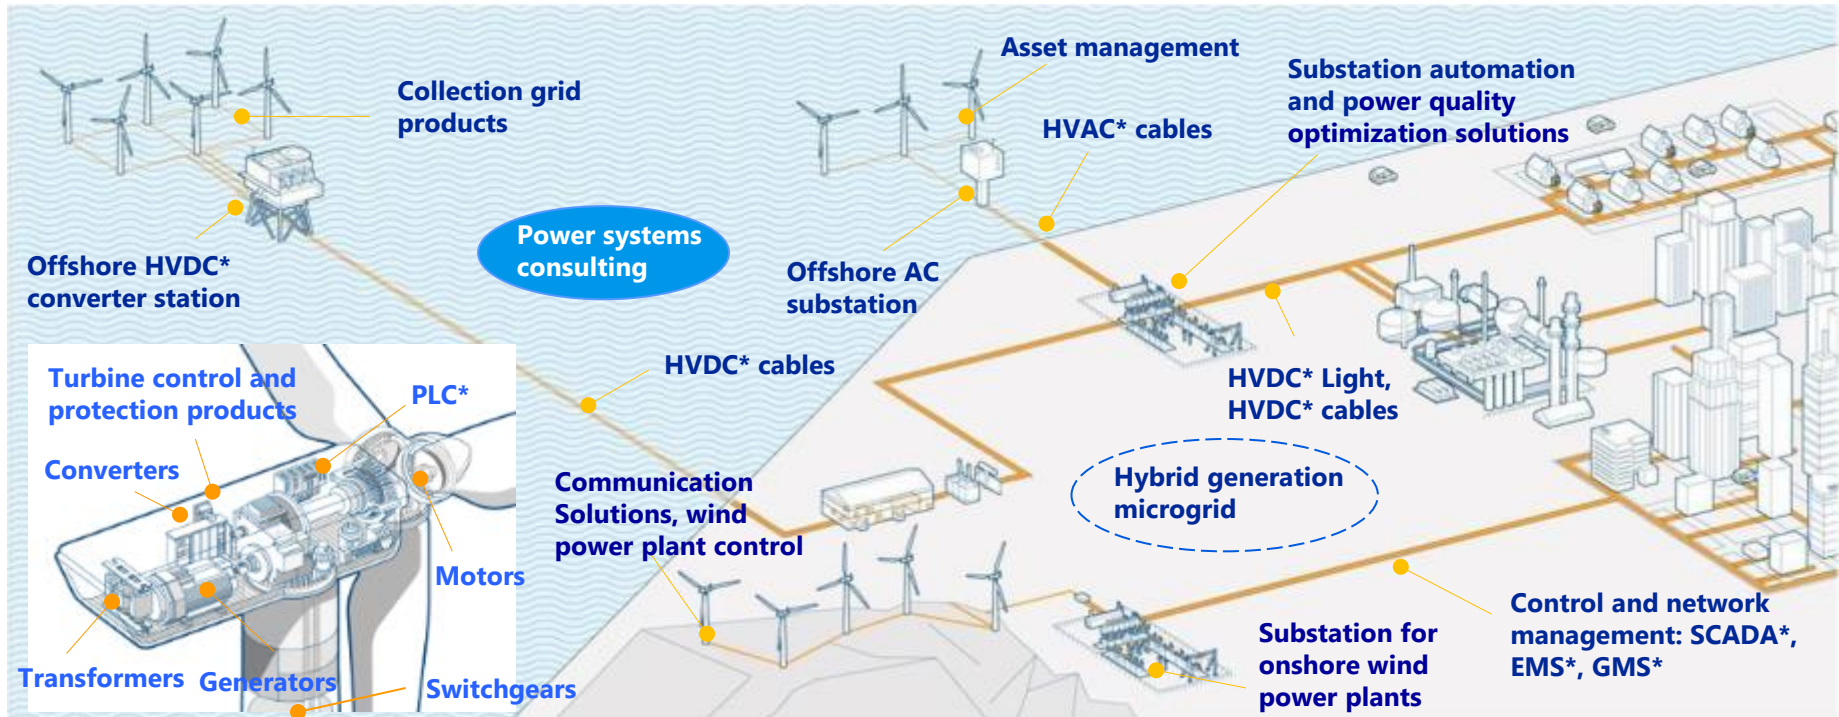 Collection grid
products
Asset management
HVAC* cables
Substation automation
and power quality
optimization solutions
Power systems
consulting
Offshore HVDC*
converter station
Offshore AC
substation
HVDC* cables
HVDC* Light,
HVDC* cables
Turbine control and
protection products
PLC*
Converters
Motors
Transformers
Generators
Switchgears
Communication
Solutions, wind
power plant control
Hybrid generation
microgrid
Substation for
onshore wind
power plants
Control and network
management: SCADA*,
EMS*, GMS*